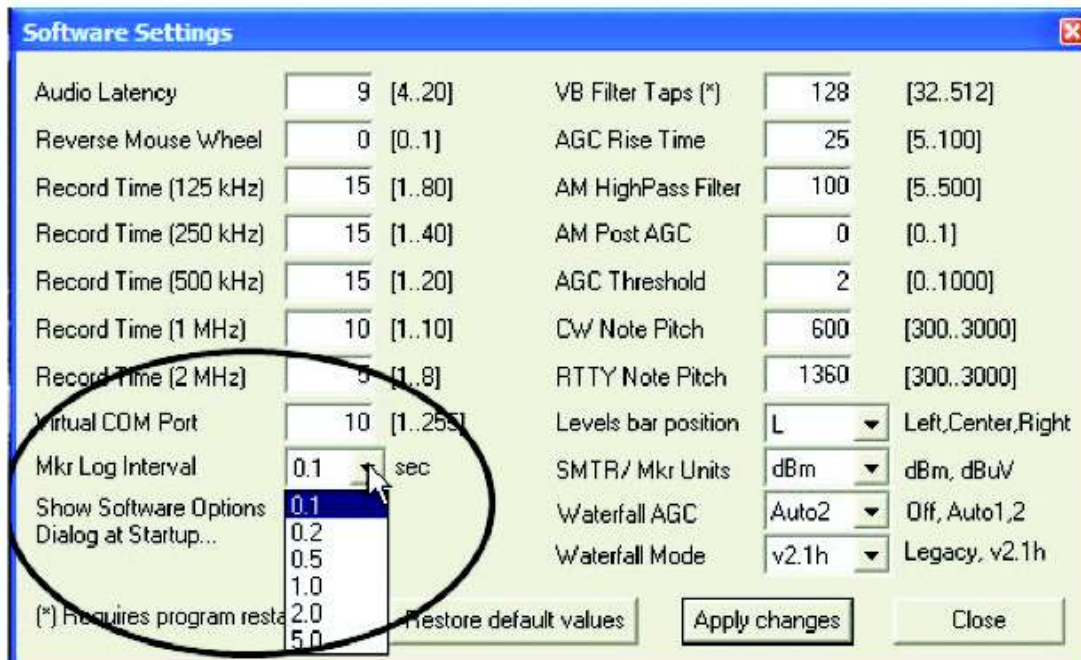 Software Settings
Audio Latency 9 [4..20]
Reverse Mouse Wheel 0 [0..1]
Record Time (125 kHz) 15 [1..80]
Record Time (250 kHz) 15 [1..40]
Record Time (500 kHz) 15 [1..20]
Record Time (1 MHz) 10 [1..10]
Record Time (2 MHz) 5 [1..8]
Virtual COM Port 10 [1..255]
Mkr Log Interval 0.1 sec
0.1
0.2
0.5
1.0
2.0
5.0
Show Software Options
Dialog at Startup...
VB Filter Taps (*) 128 [32..512]
AGC Rise Time 25 [5..100]
AM HighPass Filter 100 [5..500]
AM Post AGC 0 [0..1]
AGC Threshold 2 [0..1000]
CW Note Pitch 600 [300..3000]
RTTY Note Pitch 1360 [300..3000]
Levels bar position L Left,Center,Right
SMTR/ Mkr Units dBm dBm, dBuV
Waterfall AGC Auto2 Off, Auto1,2
Waterfall Mode v2.1h Legacy, v2.1h
(*) Requires program resta
Restore default values
Apply changes
Close